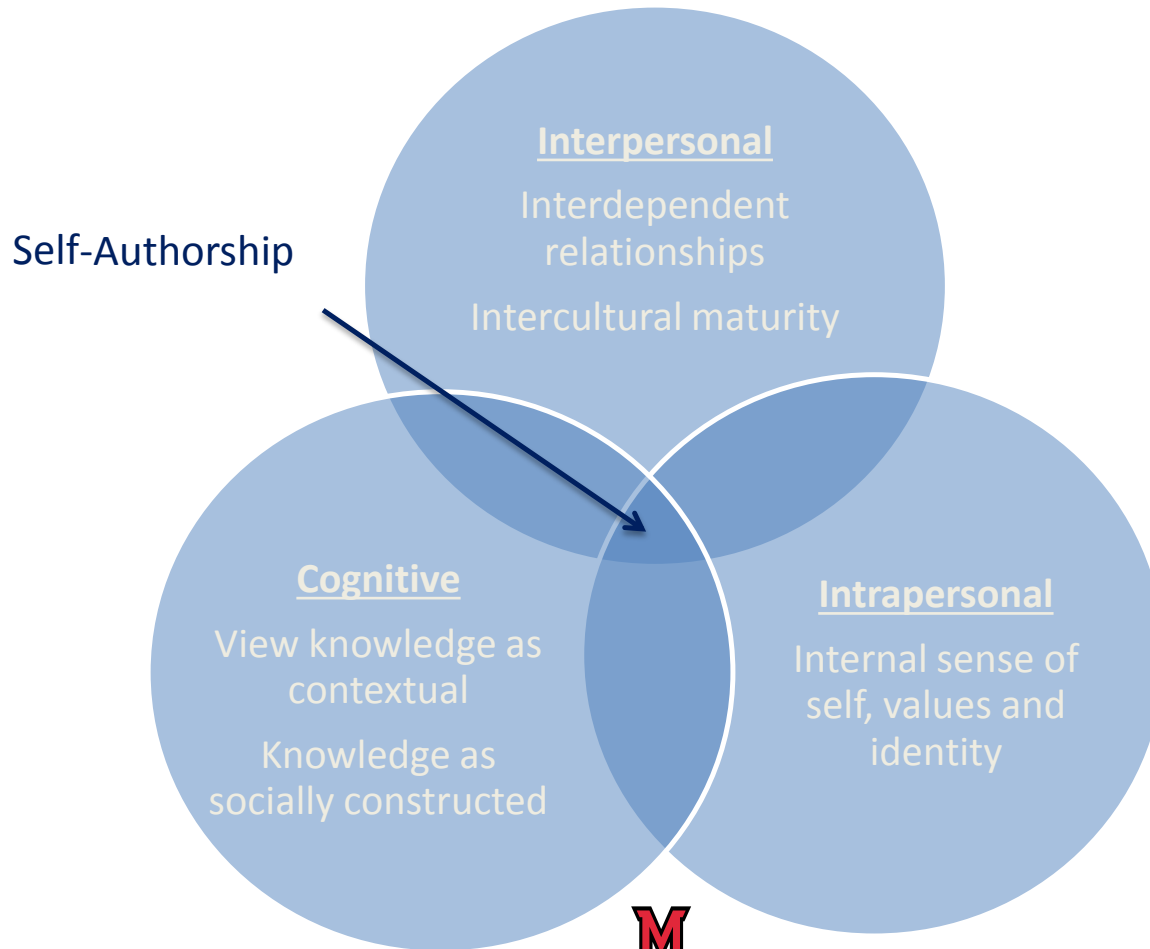 Interpersonal
Interdependent
relationships
Intercultural maturity
Self-Authorship
Cognitive
View knowledge as
contextual
Knowledge as
socially constructed
Intrapersonal
Internal sense of
self, values and
identity
M